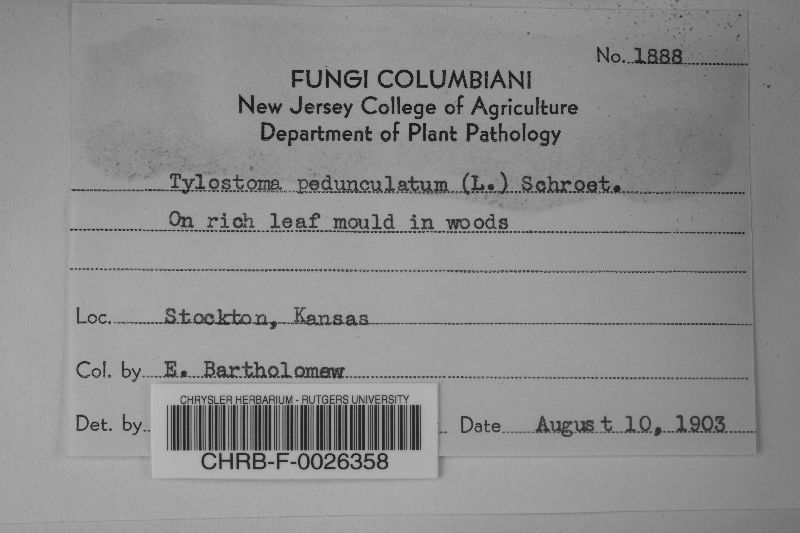 No. 1888
FUNGI COLUMBIANI
New Jersey College of Agriculture
Department of Plant Pathology
Tylostoma pedunculatum (L.) Schroet.
On rich leaf mould in woods
Loc. Stockton, Kansas
Col. by E. Bartholomew
CHRYSLER HERBARIUM - RUTGERS UNIVERSITY
Det. by Date August 10, 1903
CHRB-F-0026358